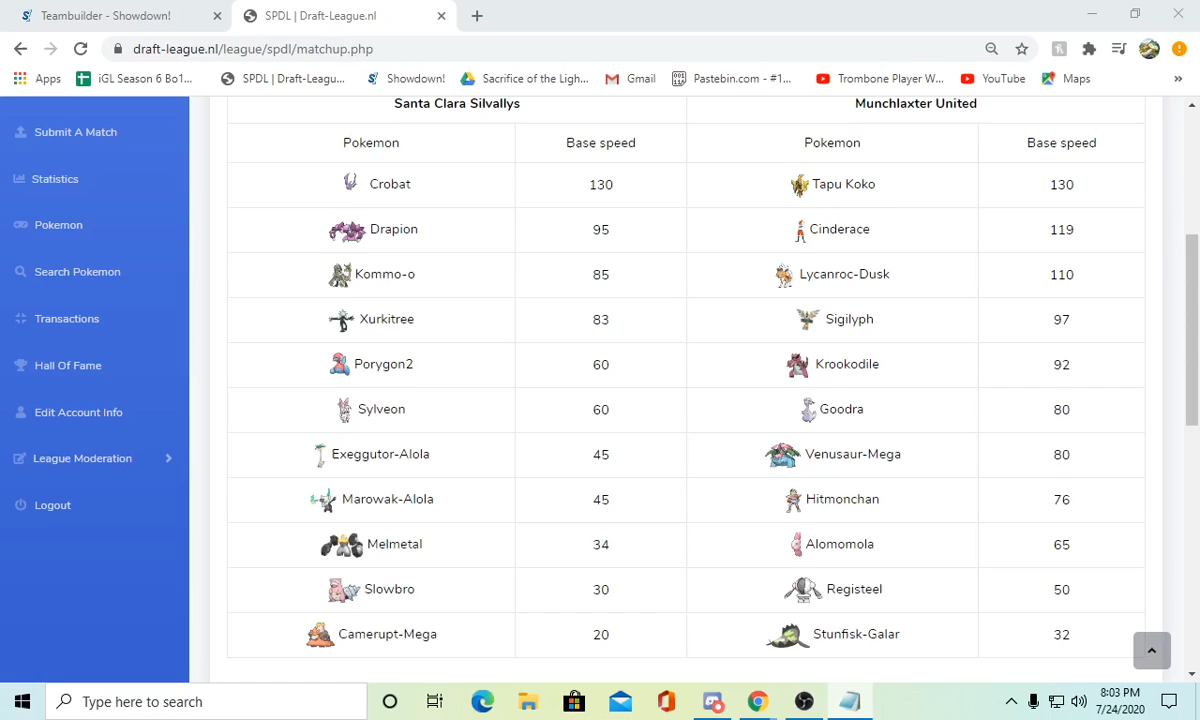 Teambuilder - Showdown!
SPDL | Draft-League.nl
draft-league.nl/league/spdl/matchup.php
Apps iGL Season 6 Bo1... SPDL | Draft-Leagu... Showdown! Sacrifice of the Ligh... Gmail Pastebin.com - #1... Trombone Player W... YouTube Maps »
Submit A Match
Statistics
Pokemon
Search Pokemon
Transactions
Hall Of Fame
Edit Account Info
League Moderation
Logout
Santa Clara Silvallys Munchlaxter United
Pokemon Base speed Pokemon Base speed
Crobat 130 Tapu Koko 130
Drapion 95 Cinderace 119
Kommo-o 85 Lycanroc-Dusk 110
Xurkitree 83 Sigilyph 97
Porygon2 60 Krookodile 92
Sylveon 60 Goodra 80
Exeggutor-Alola 45 Venusaur-Mega 80
Marowak-Alola 45 Hitmonchan 76
Melmetal 34 Alomomola 65
Slowbro 30 Registeel 50
Camerupt-Mega 20 Stunfisk-Galar 32
Type here to search
8:03 PM
7/24/2020